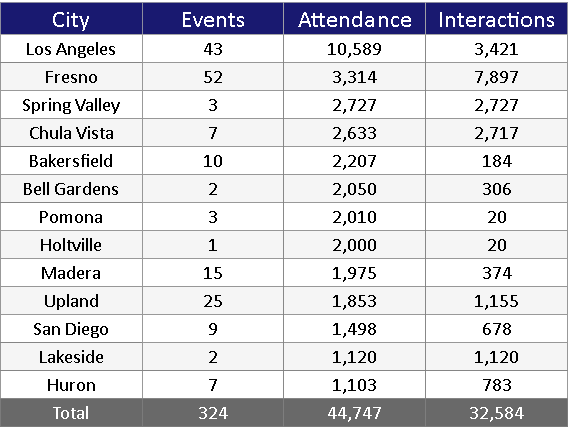 City Events Attendance Interactions
Los Angeles 43 10,589 3,421
Fresno 52 3,314 7,897
Spring Valley 3 2,727 2,727
Chula Vista 7 2,633 2,717
Bakersfield 10 2,207 184
Bell Gardens 2 2,050 306
Pomona 3 2,010 20
Holtville 1 2,000 20
Madera 15 1,975 374
Upland 25 1,853 1,155
San Diego 9 1,498 678
Lakeside 2 1,120 1,120
Huron 7 1,103 783
Total 324 44,747 32,584